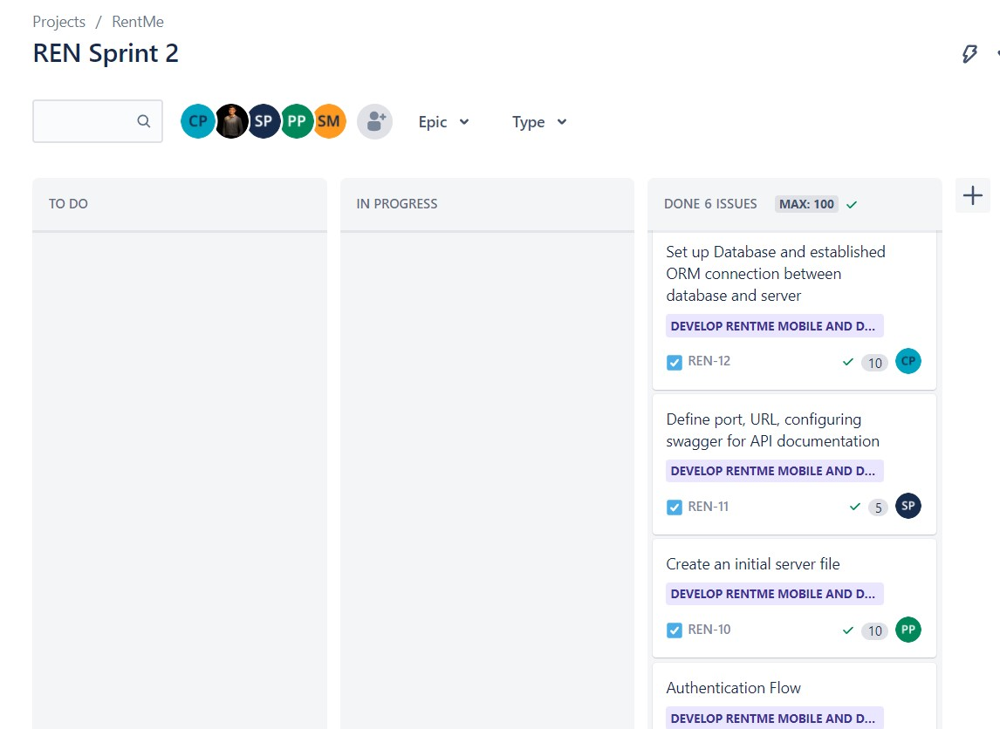 Projects / RentMe
REN Sprint 2
CP SP PP SM
Epic
Type
TO DO
IN PROGRESS
DONE 6 ISSUES MAX: 100
Set up Database and established
ORM connection between
database and server
DEVELOP RENTME MOBILE AND D...
REN-12 10 CP
Define port, URL, configuring
swagger for API documentation
DEVELOP RENTME MOBILE AND D...
REN-11 5 SP
Create an initial server file
DEVELOP RENTME MOBILE AND D...
REN-10 10 PP
Authentication Flow
DEVELOP RENTME MOBILE AND D...